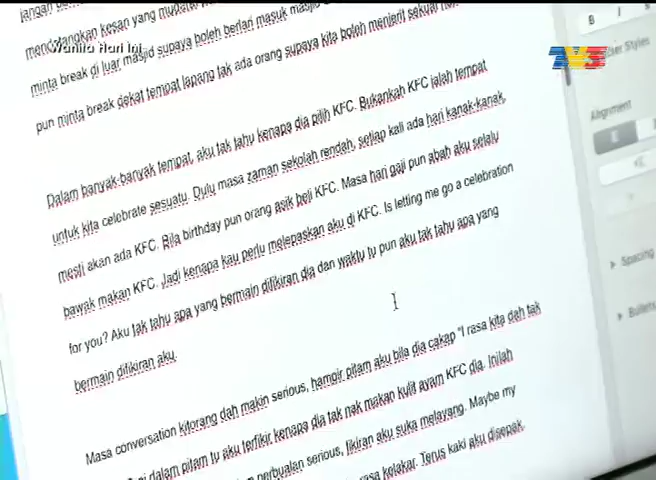 mendatangkan kesan yang
Wanita Hari Ini
minta break di luar masjid supaya boleh berlari masuk masjid
TV3
pun minta break dekat tempat lapang tak ada orang supaya kita boleh menjerit sekuat
Styles
Alignment
Dalam banyak-banyak tempat, aku tak tahu kenapa dia pilih KFC. Bukankah KFC ialah tempat
untuk kita celebrate sesuatu. Dulu masa zaman sekolah rendah, setiap kali ada hari kanak-kanak,
mesti akan ada KFC. Bila birthday pun orang asik beli KFC. Masa hari gaji pun abah aku selalu
bawak makan KFC. Jadi kenapa kau perlu melepaskan aku di KFC. Is letting me go a celebration
for you? Aku tak tahu apa yang bermain difikiran dia dan waktu tu pun aku tak tahu apa yang
bermain difikiran aku.
Spacing
Bullets
Masa conversation kitorang dah makin serious, hampir pitam aku bila dia cakap "I rasa kita dah tak
dalam pitam tu aku terfikir kenapa dia tak nak makan kulit ayam KFC dia. Inilah
perbualan serious, fikiran aku suka melayang. Maybe my
rasa kelakar. Terus kaki aku disepak.